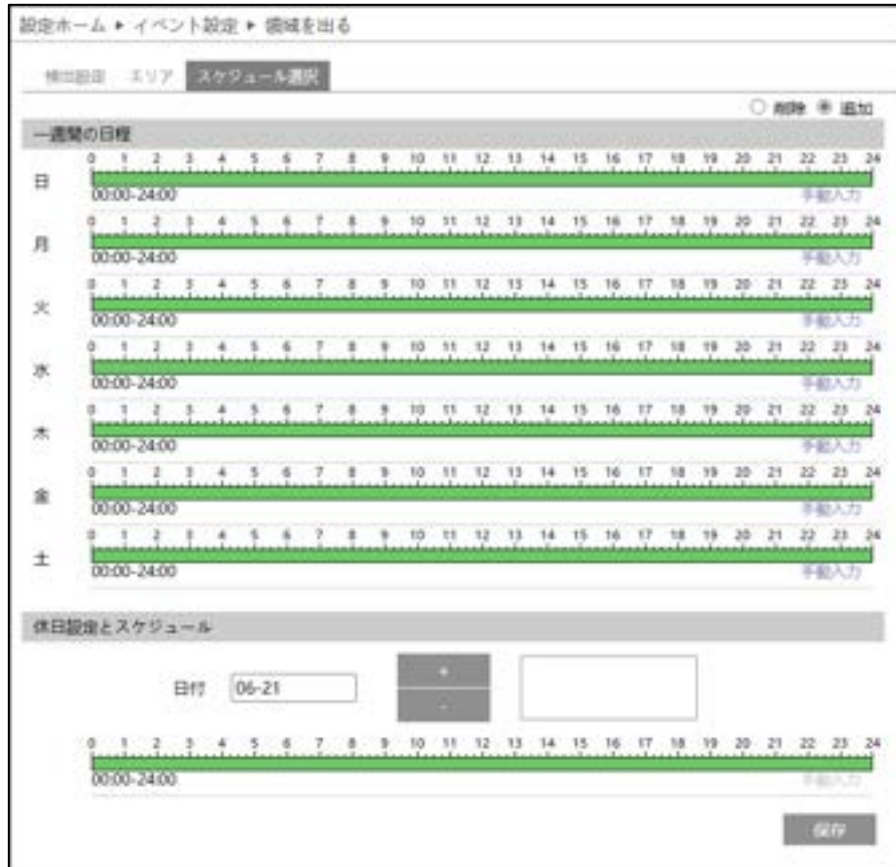 設定ホーム ▶ イベント設定 ▶ 領域を出る
検出設定 エリア スケジュール選択
削除 追加
一週間の日程
0 1 2 3 4 5 6 7 8 9 10 11 12 13 14 15 16 17 18 19 20 21 22 23 24
日
00:00-24:00 手動入力
0 1 2 3 4 5 6 7 8 9 10 11 12 13 14 15 16 17 18 19 20 21 22 23 24
月
00:00-24:00 手動入力
0 1 2 3 4 5 6 7 8 9 10 11 12 13 14 15 16 17 18 19 20 21 22 23 24
火
00:00-24:00 手動入力
0 1 2 3 4 5 6 7 8 9 10 11 12 13 14 15 16 17 18 19 20 21 22 23 24
水
00:00-24:00 手動入力
0 1 2 3 4 5 6 7 8 9 10 11 12 13 14 15 16 17 18 19 20 21 22 23 24
木
00:00-24:00 手動入力
0 1 2 3 4 5 6 7 8 9 10 11 12 13 14 15 16 17 18 19 20 21 22 23 24
金
00:00-24:00 手動入力
0 1 2 3 4 5 6 7 8 9 10 11 12 13 14 15 16 17 18 19 20 21 22 23 24
土
00:00-24:00 手動入力
休日設定とスケジュール
+
日付 06-21
-
0 1 2 3 4 5 6 7 8 9 10 11 12 13 14 15 16 17 18 19 20 21 22 23 24
00:00-24:00 手動入力
保存